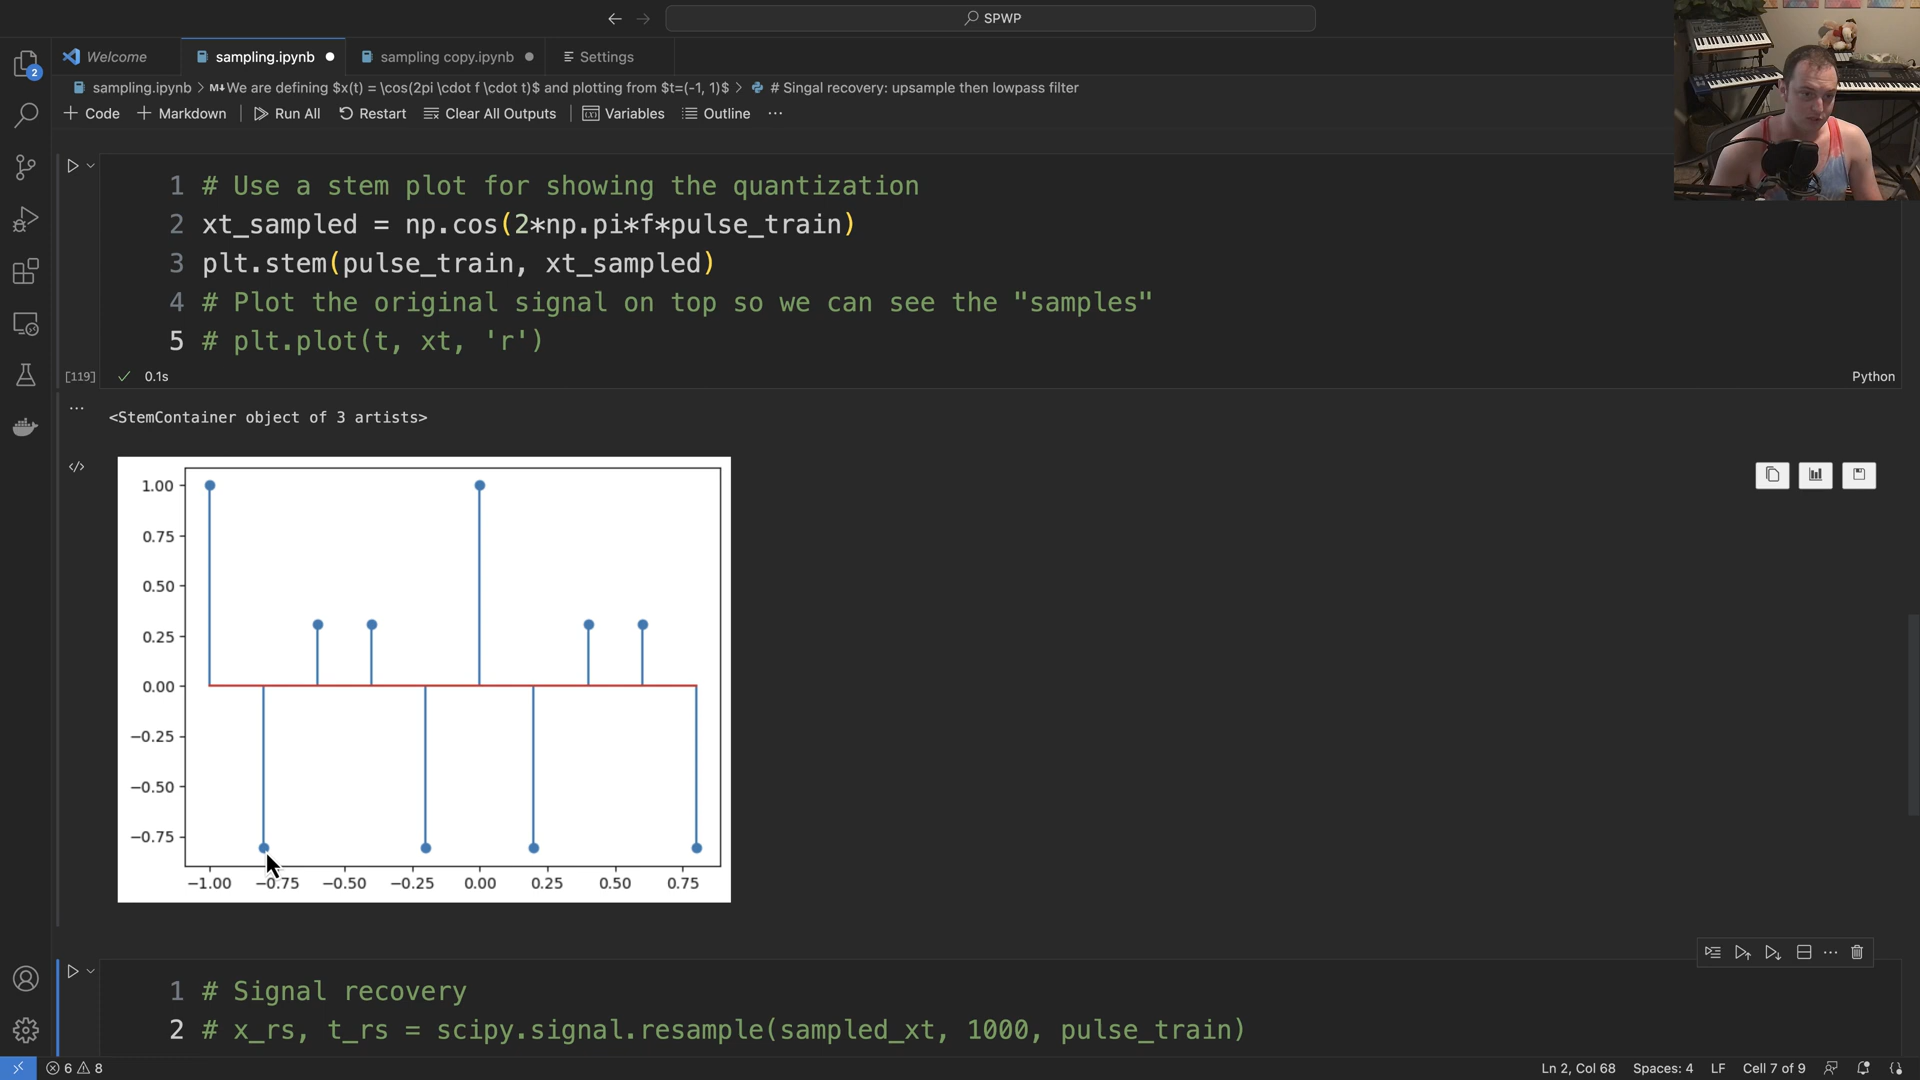 SPWP
Welcome
sampling.ipynb
sampling copy.ipynb
Settings
sampling.ipynb > M↓We are defining $x(t) = \cos(2pi \cdot f \cdot t)$ and plotting from $t=(-1, 1)$ > # Singal recovery: upsample then lowpass filter
+ Code + Markdown Run All Restart Clear All Outputs Variables Outline ...
2
1 # Use a stem plot for showing the quantization
2 xt_sampled = np.cos(2*np.pi*f*pulse_train)
3 plt.stem(pulse_train, xt_sampled)
4 # Plot the original signal on top so we can see the "samples"
5 # plt.plot(t, xt, 'r')
[119] ✓ 0.1s Python
...
<StemContainer object of 3 artists>
</>
1.00
0.75
0.50
0.25
0.00
−0.25
−0.50
−0.75
−1.00 −0.75 −0.50 −0.25 0.00 0.25 0.50 0.75
1 # Signal recovery
2 # x_rs, t_rs = scipy.signal.resample(sampled_xt, 1000, pulse_train)
6 8 Ln 2, Col 68 Spaces: 4 LF Cell 7 of 9